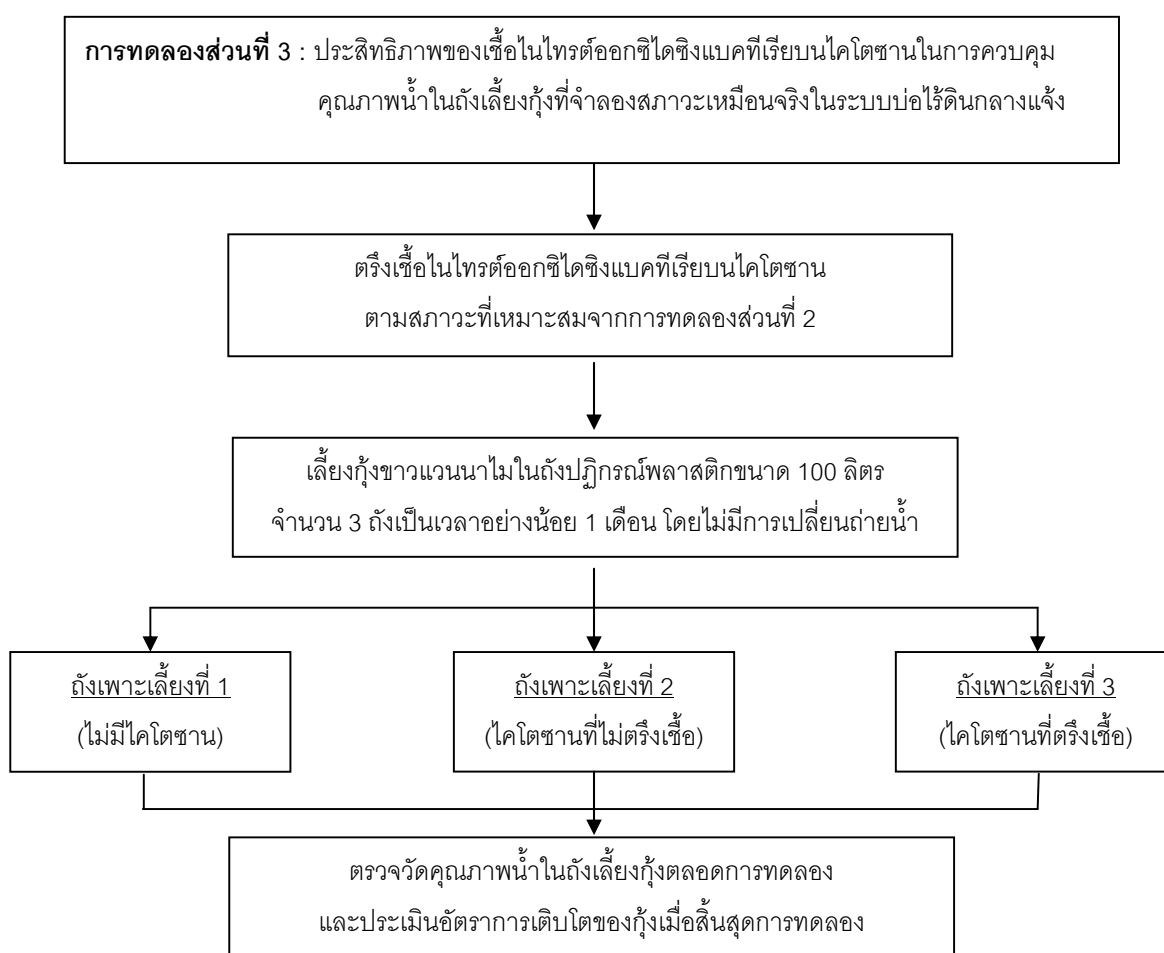 การทดลองส่วนที่ 3 : ประสิทธิภาพของเชื้อไนไทรต์ออกซิไดซิงแบคทีเรียบนไคโตซานในการควบคุม
คุณภาพน้ำในถังเลี้ยงกุ้งที่จำลองสภาวะเหมือนจริงในระบบบ่อไร้ดินกลางแจ้ง
ตรึงเชื้อไนไทรต์ออกซิไดซิงแบคทีเรียบนไคโตซาน
ตามสภาวะที่เหมาะสมจากการทดลองส่วนที่ 2
เลี้ยงกุ้งขาวแวนนาไมในถังปฏิกรณ์พลาสติกขนาด 100 ลิตร
จำนวน 3 ถังเป็นเวลาอย่างน้อย 1 เดือน โดยไม่มีการเปลี่ยนถ่ายน้ำ
ถังเพาะเลี้ยงที่ 1
(ไม่มีไคโตซาน)
ถังเพาะเลี้ยงที่ 2
(ไคโตซานที่ไม่ตรึงเชื้อ)
ถังเพาะเลี้ยงที่ 3
(ไคโตซานที่ตรึงเชื้อ)
ตรวจวัดคุณภาพน้ำในถังเลี้ยงกุ้งตลอดการทดลอง
และประเมินอัตราการเติบโตของกุ้งเมื่อสิ้นสุดการทดลอง